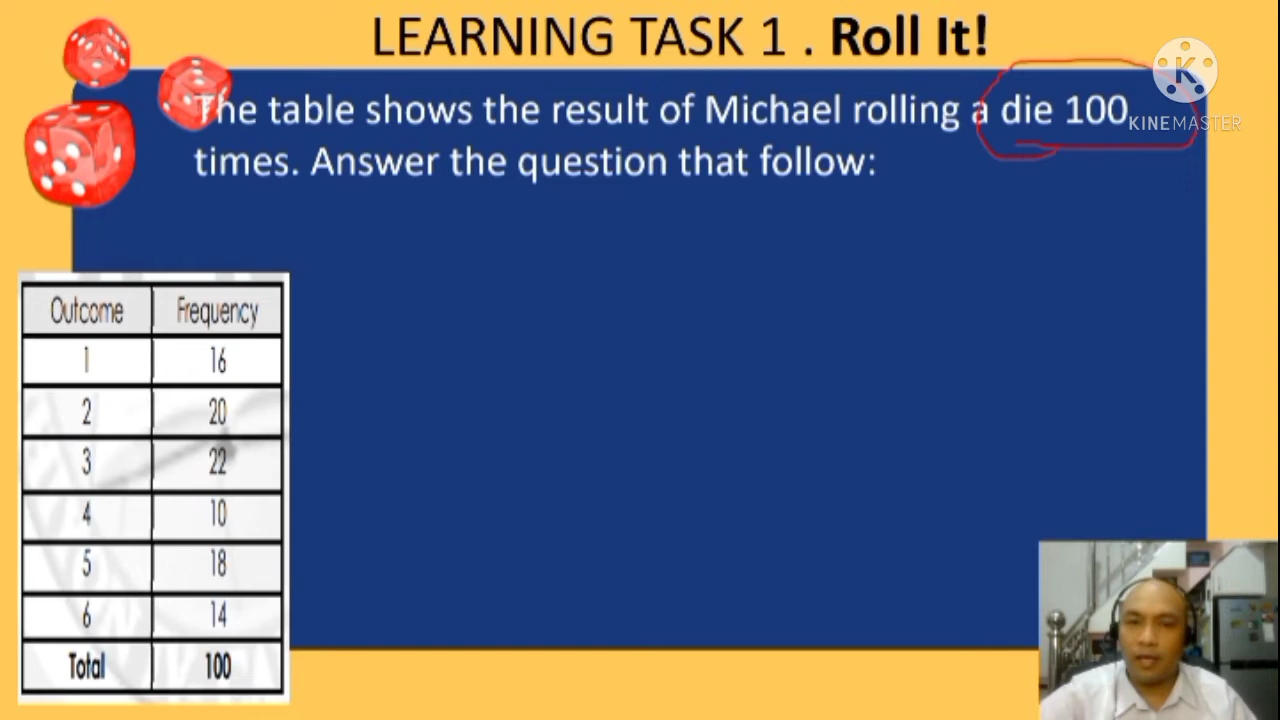 LEARNING TASK 1 . Roll It!
The table shows the result of Michael rolling a die 100
times. Answer the question that follow:
K
KINEMASTER
Outcome Frequency
1 16
2 20
3 22
4 10
5 18
6 14
Total 100